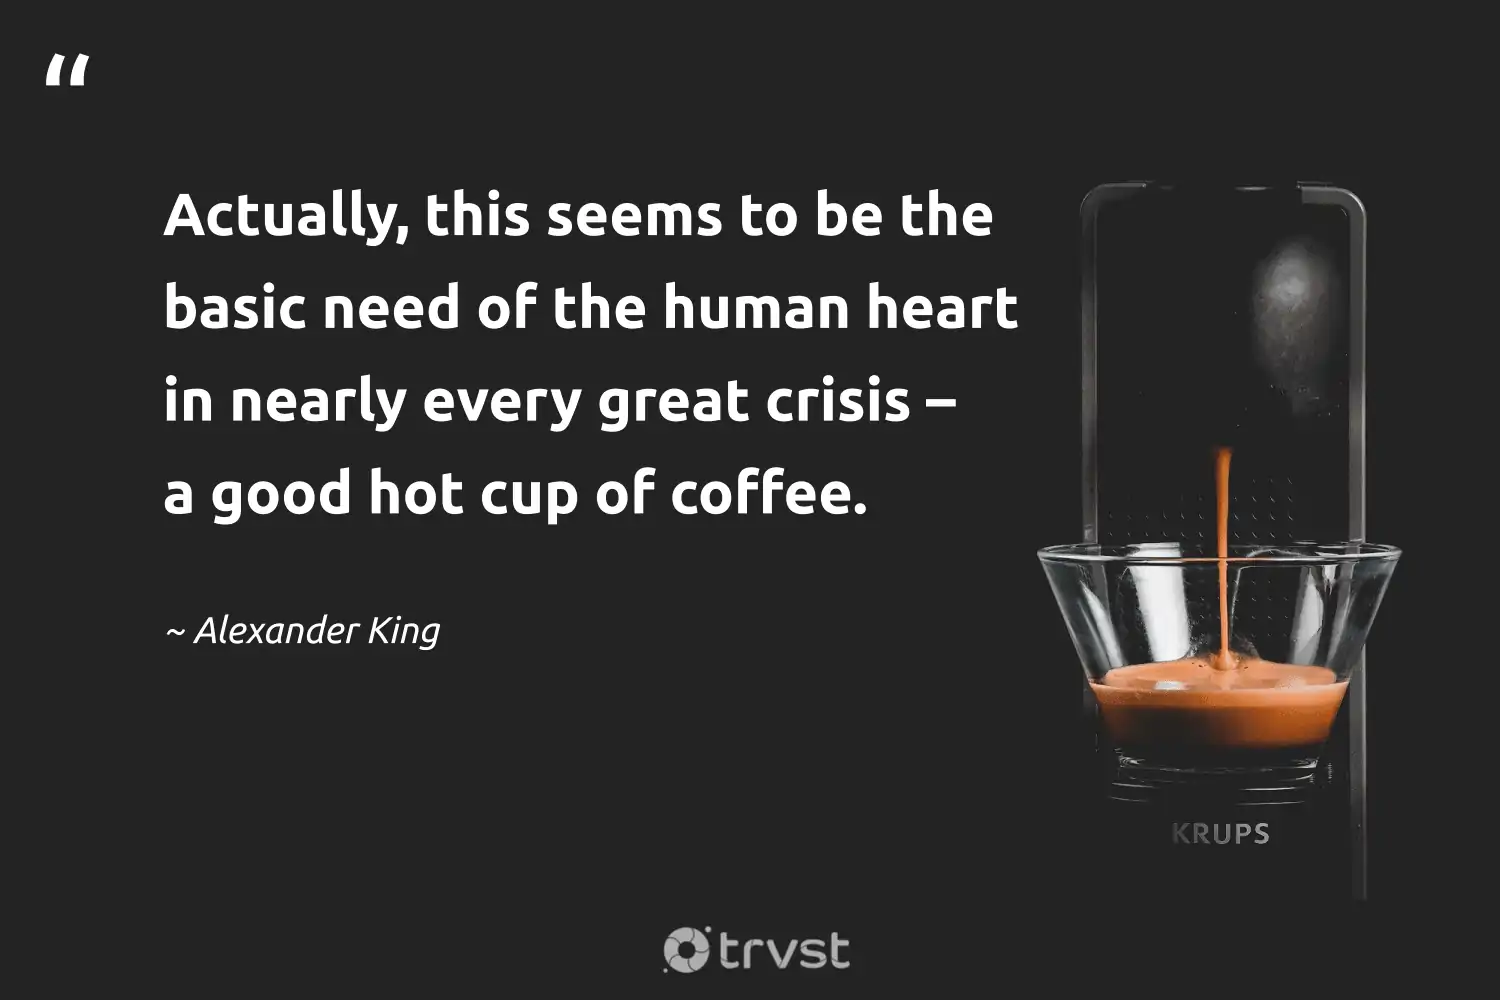 “
Actually, this seems to be the
basic need of the human heart
in nearly every great crisis –
a good hot cup of coffee.
~ Alexander King
KRUPS
trvst